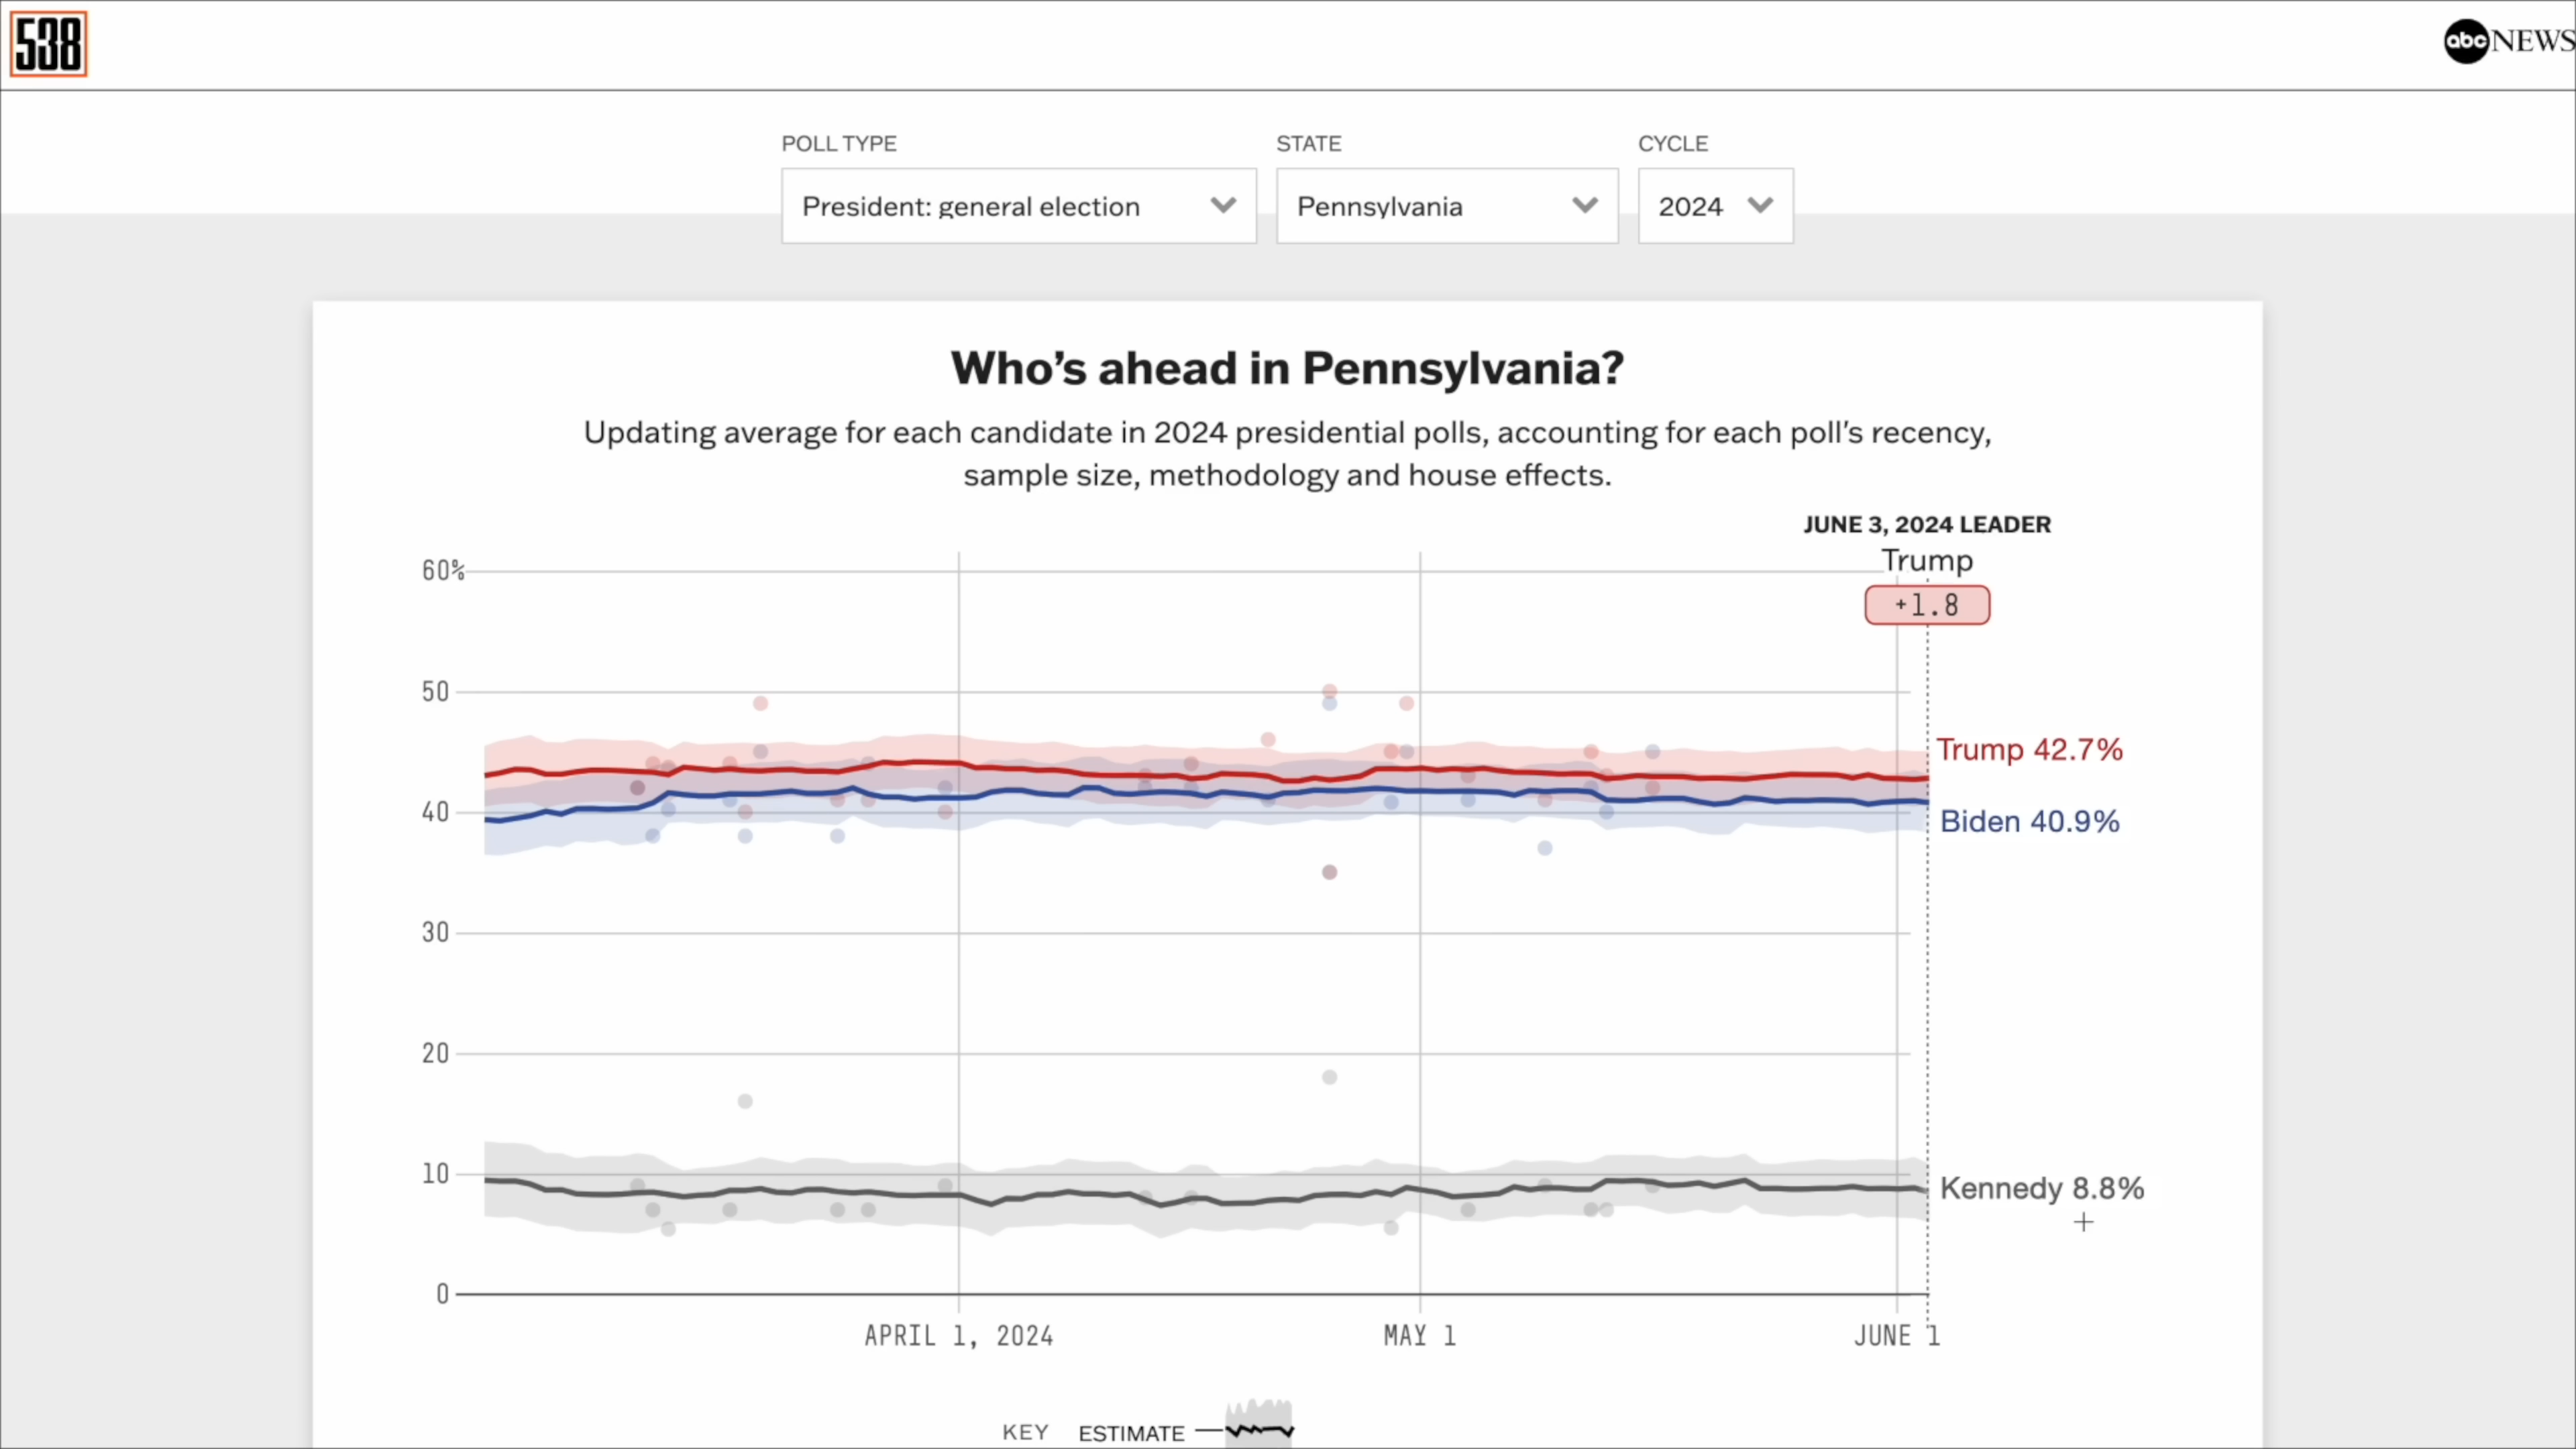 538
abc NEWS
POLL TYPE
STATE
CYCLE
President: general election
Pennsylvania
2024
Who's ahead in Pennsylvania?
Updating average for each candidate in 2024 presidential polls, accounting for each poll's recency,
sample size, methodology and house effects.
JUNE 3, 2024 LEADER
Trump
+1.8
60%
50
Trump 42.7%
40
Biden 40.9%
30
20
10
Kennedy 8.8%
0
APRIL 1, 2024
MAY 1
JUNE 1
KEY
ESTIMATE